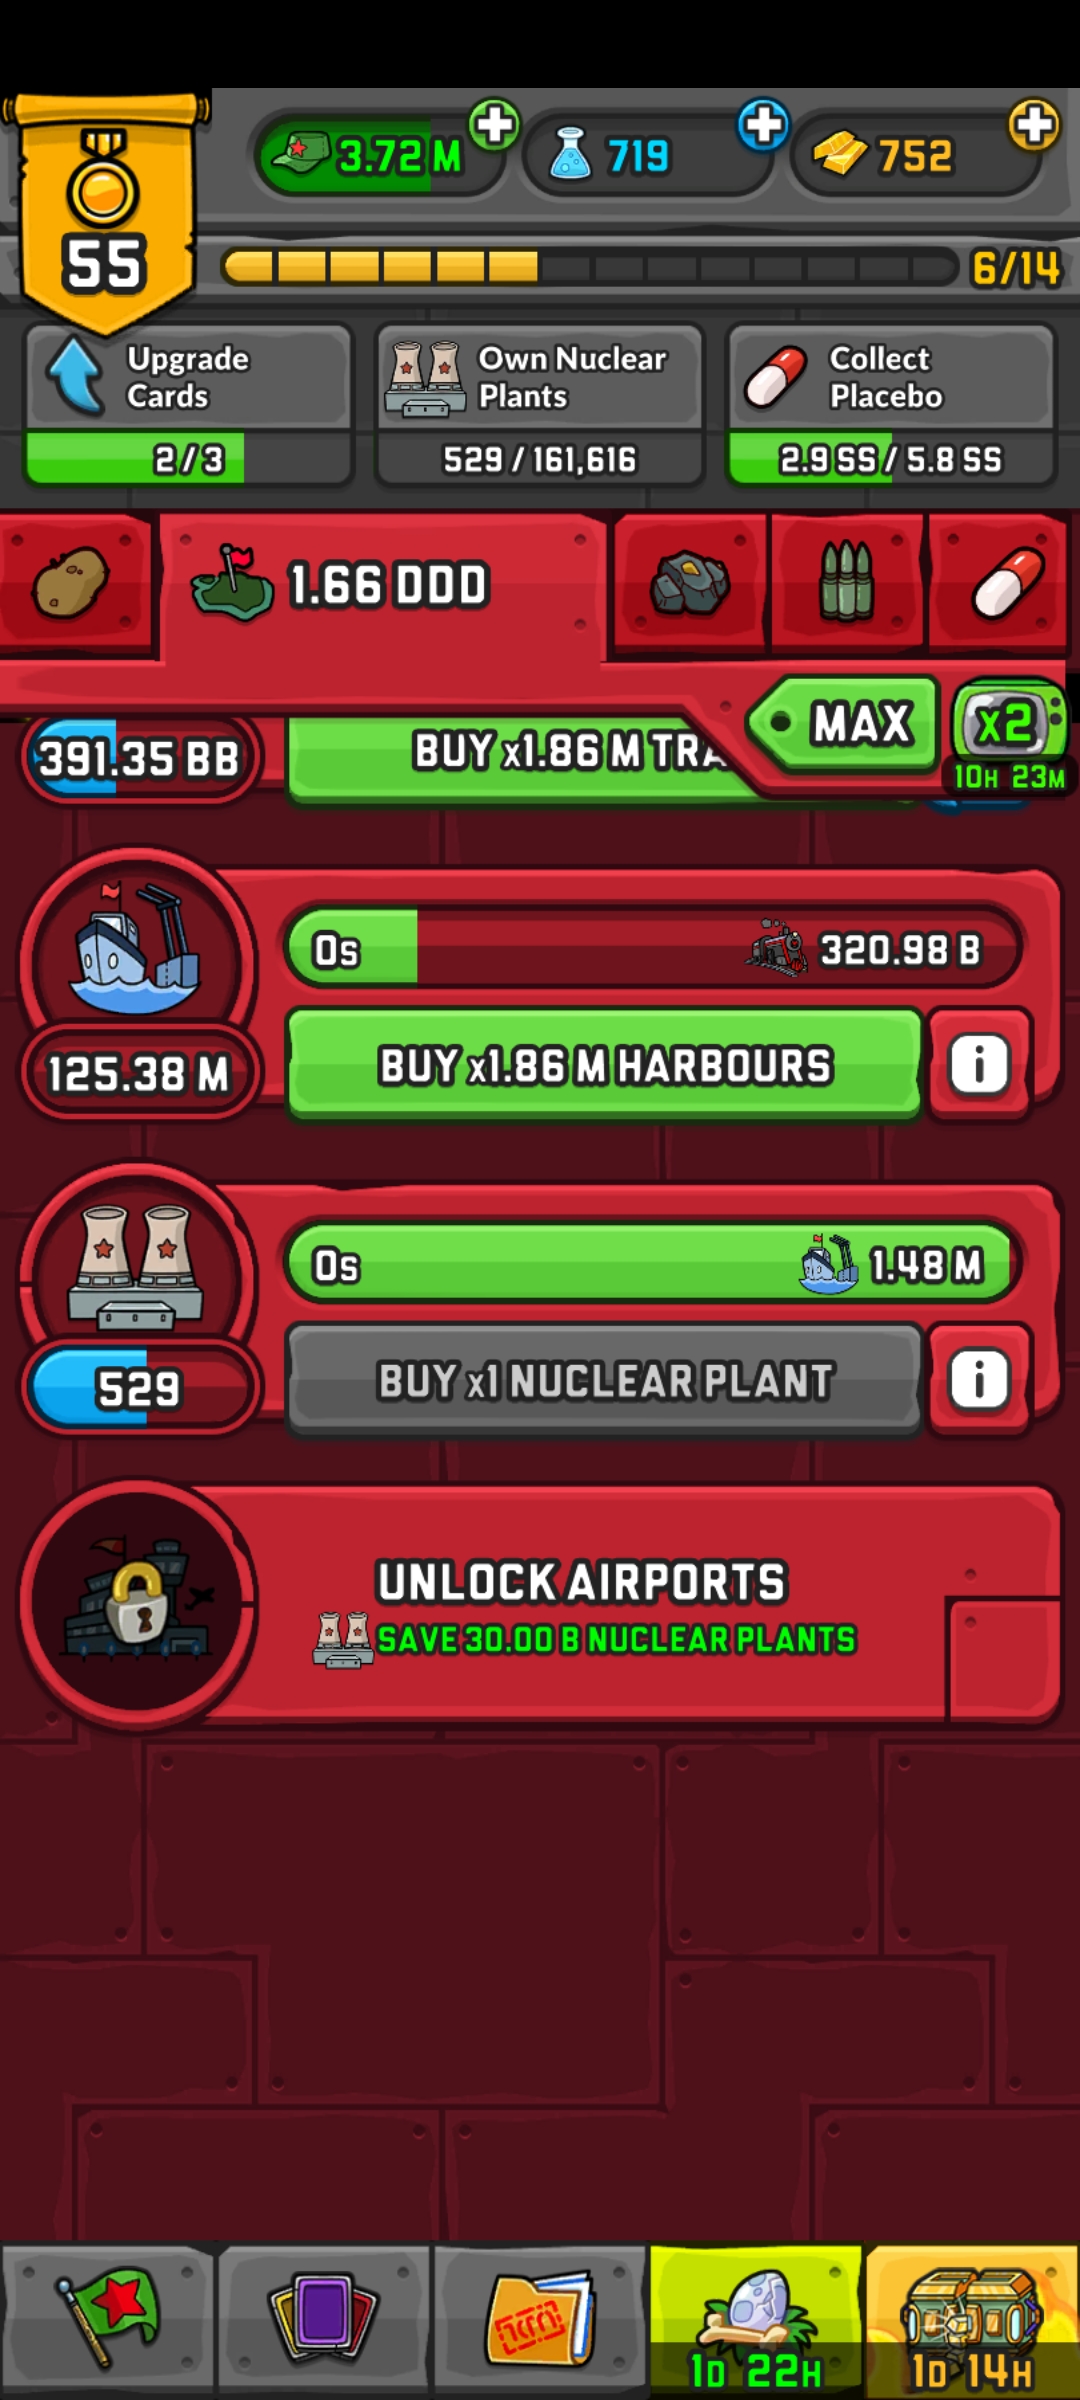 3.72 M
719
752
55
6/14
Upgrade
Cards
Own Nuclear
Plants
Collect
Placebo
2/3
529 / 161,616
2.9 SS / 5.8 SS
1.66 DDD
MAX
x2
10H 23M
391.35 BB
BUY x1.86 M TRA
0s
320.98 B
125.38 M
BUY x1.86 M HARBOURS
i
0s
1.48 M
529
BUY x1 NUCLEAR PLANT
i
UNLOCK AIRPORTS
SAVE 30.00 B NUCLEAR PLANTS
1D 22H
1D 14H